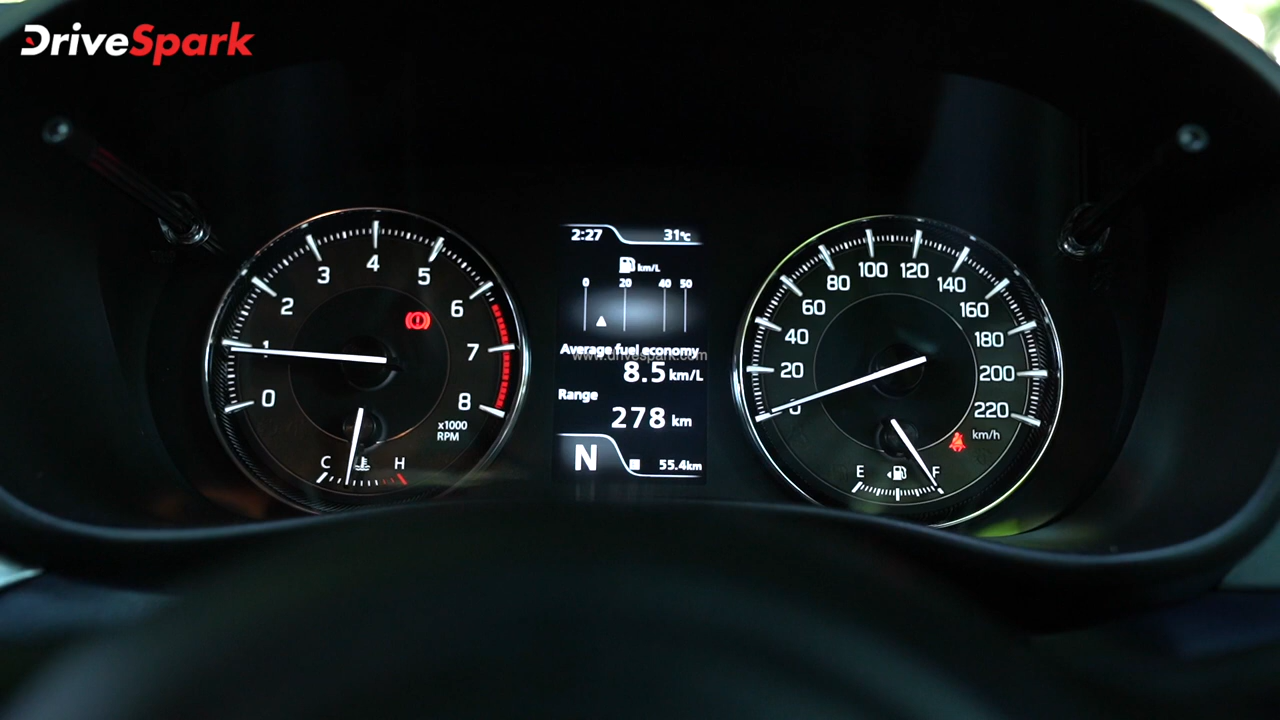 DriveSpark
0 1 2 3 4 5 6 7 8
x1000
RPM
C H
2:27 31°C
km/L
0 20 40 50
Average fuel economy
www.drivespark.com
8.5 km/L
Range
278 km
N 55.4km
0 20 40 60 80 100 120 140 160 180 200 220
km/h
E F